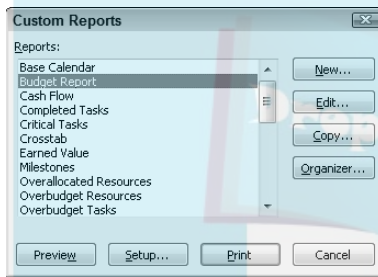 Custom Reports
Reports:
Base Calendar
Budget Report
Cash Flow
Completed Tasks
Critical Tasks
Crosstab
Earned Value
Milestones
Overallocated Resources
Overbudget Resources
Overbudget Tasks
New...
Edit...
Copy...
Organizer...
Preview
Setup...
Print
Cancel